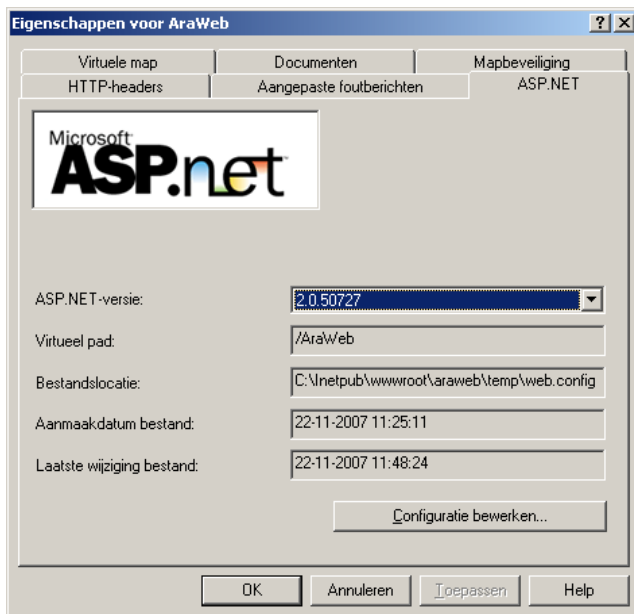 Eigenschappen voor AraWeb
Virtuele map
Documenten
Mapbeveiliging
HTTP-headers
Aangepaste foutberichten
ASP.NET
Microsoft
ASP.net
ASP.NET-versie:
2.0.50727
Virtueel pad:
/AraWeb
Bestandslocatie:
C:\Inetpub\wwwroot\araweb\temp\web.config
Aanmaakdatum bestand:
22-11-2007 11:25:11
Laatste wijziging bestand:
22-11-2007 11:48:24
Configuratie bewerken...
OK
Annuleren
Toepassen
Help